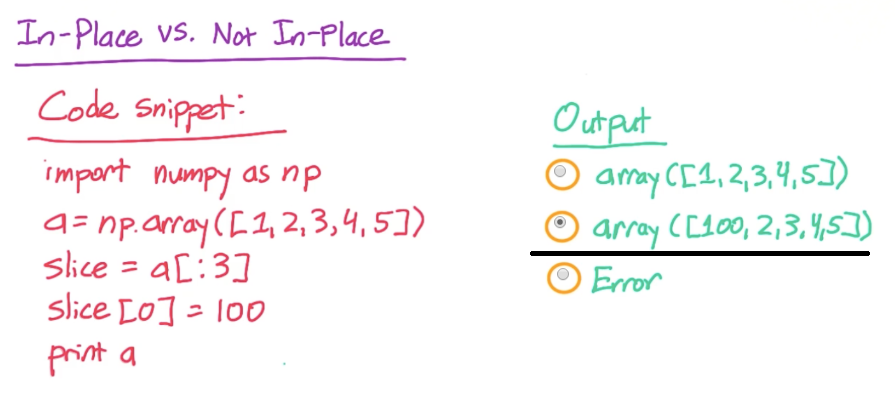 In-Place vs. Not In-Place
Code snippet:
import numpy as np
a = np.array([1,2,3,4,5])
slice = a[:3]
slice[0] = 100
print a
Output
array([1,2,3,4,5])
array([100,2,3,4,5])
Error